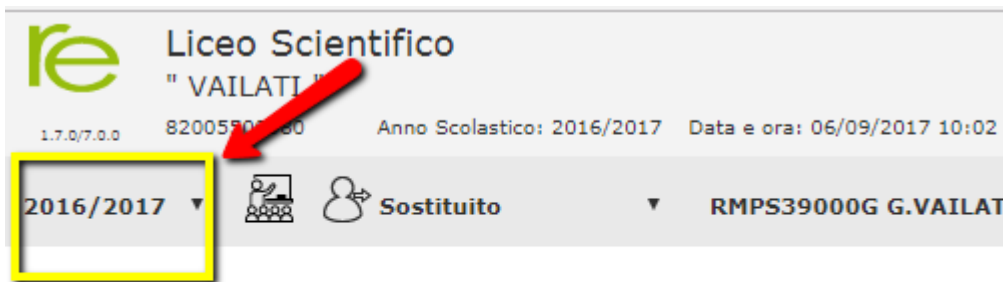 re
Liceo Scientifico
" VAILATI "
1.7.0/7.0.0
Anno Scolastico: 2016/2017
Data e ora: 06/09/2017 10:02
2016/2017 ▼
Sostituito ▼
RMPS39000G G.VAILAT